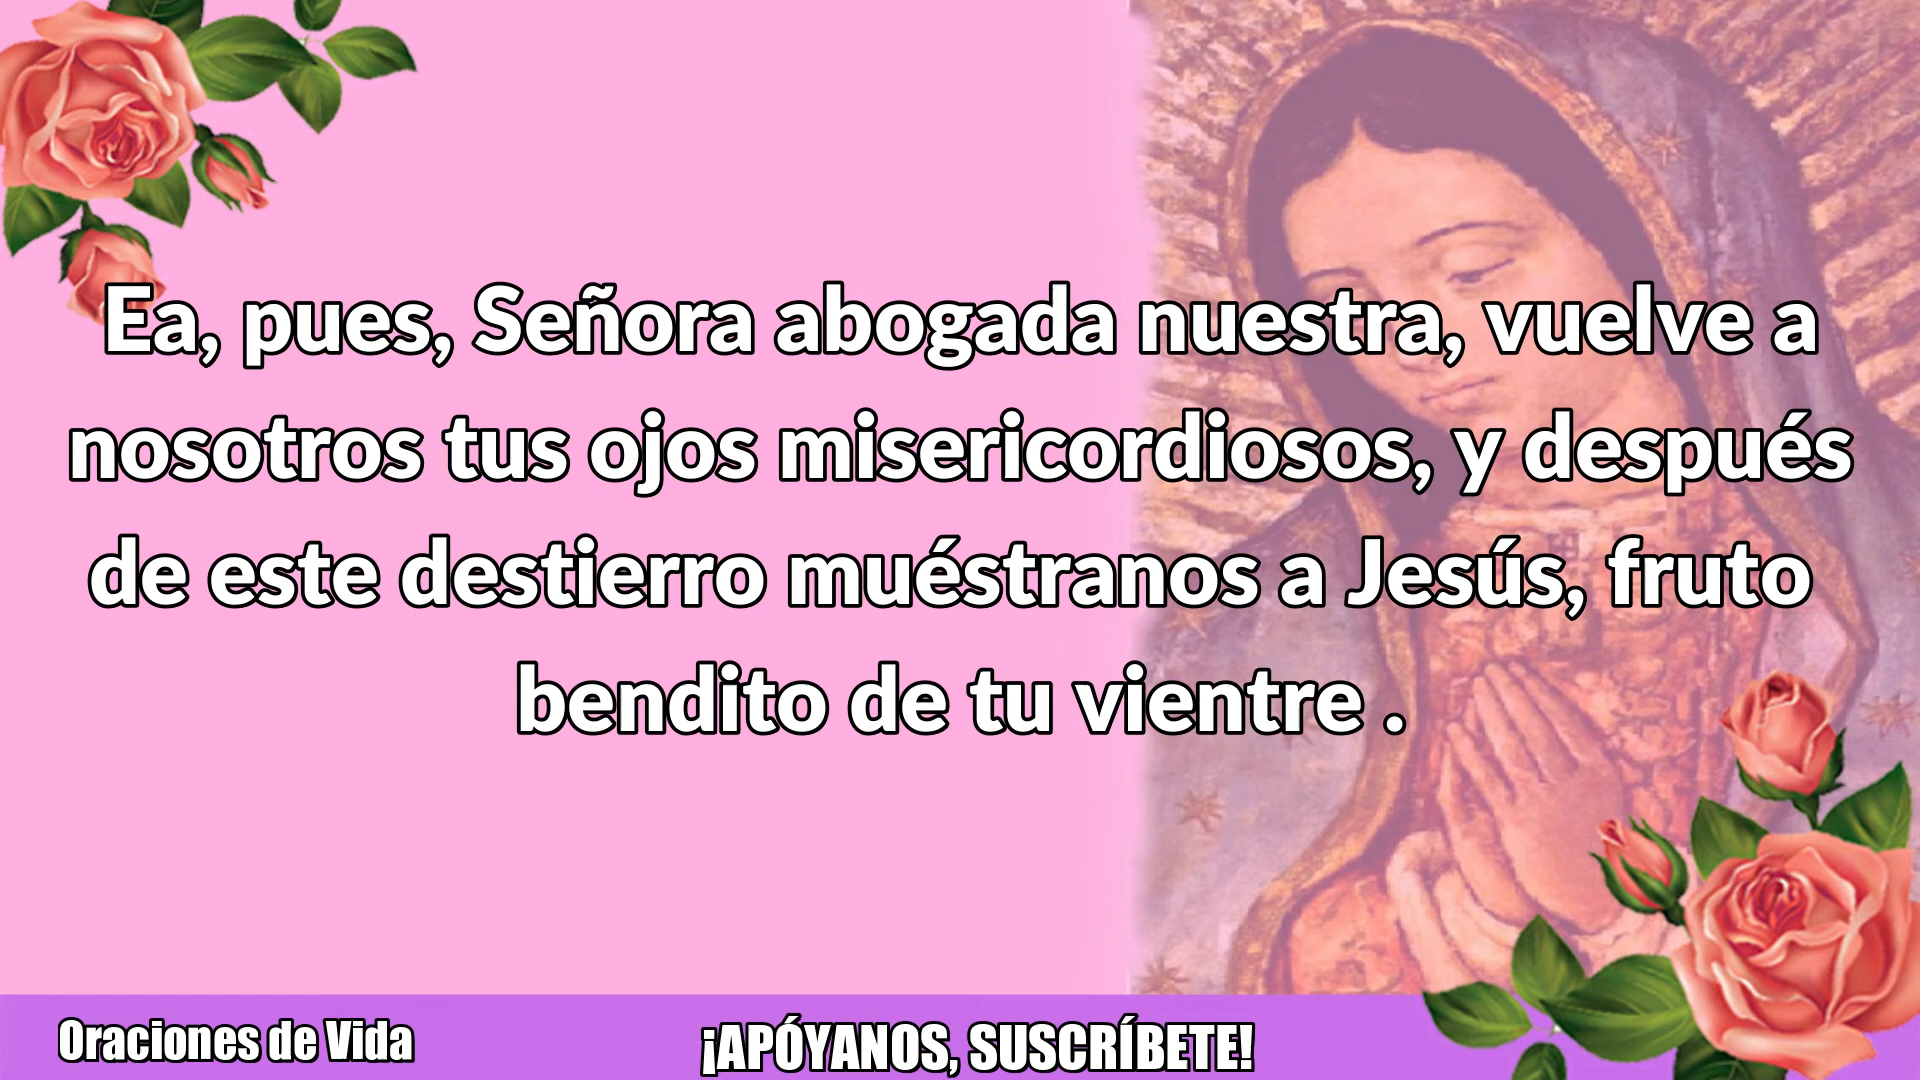 Ea, pues, Señora abogada nuestra, vuelve a
nosotros tus ojos misericordiosos, y después
de este destierro muéstranos a Jesús, fruto
bendito de tu vientre .
Oraciones de Vida
¡APÓYANOS, SUSCRÍBETE!